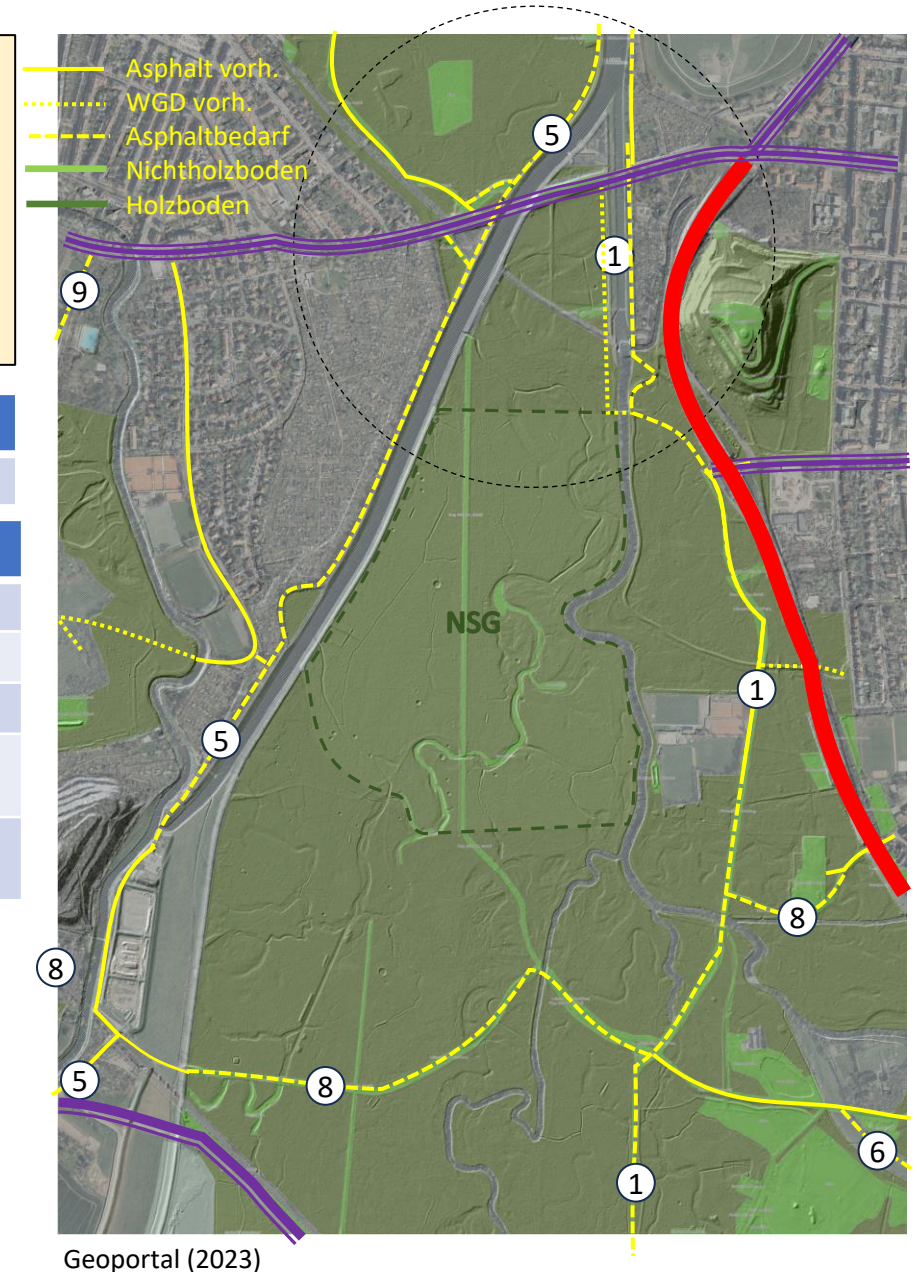 Asphalt vorh.
WGD vorh.
Asphaltbedarf
Nichtholzboden
Holzboden
5
1
9
NSG
1
5
8
8
5
8
6
1
Geoportal (2023)